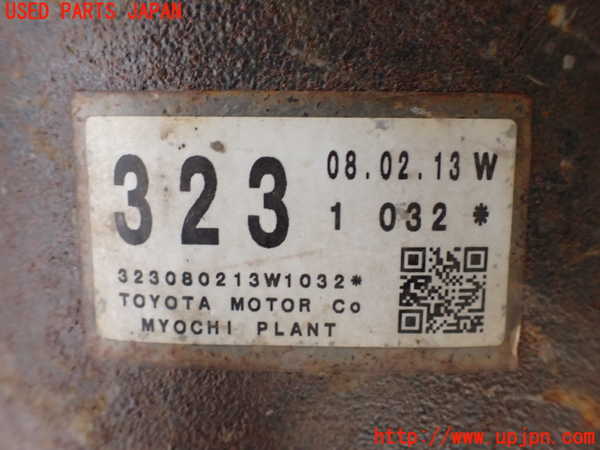 USED PARTS JAPAN
323 08.02.13 W
1 032*
323080213W1032*
TOYOTA MOTOR Co
MYOCHI PLANT
http://www.upjpn.com/